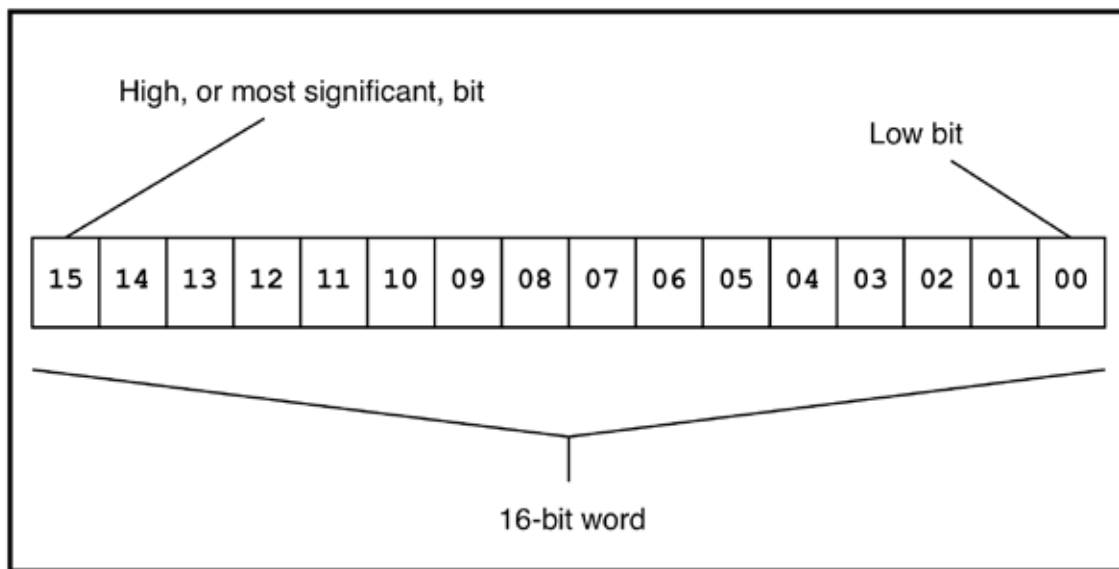 High, or most significant, bit
Low bit
15 14 13 12 11 10 09 08 07 06 05 04 03 02 01 00
16-bit word